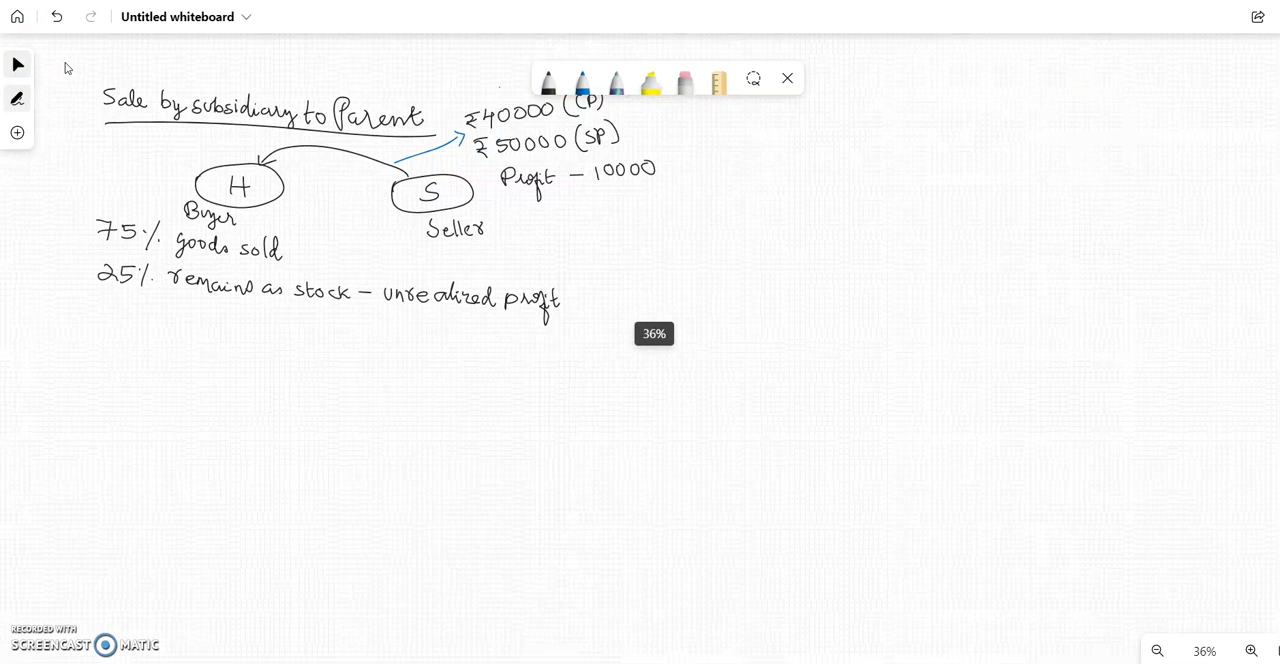 Untitled whiteboard
Sale by subsidiary to Parent
₹40000 (CP)
₹50000 (SP)
Profit - 10000
H
S
Buyer
Seller
75% goods sold
25% remains as stock - unrealized profit
36%
RECORDED WITH
SCREENCAST MATIC
36%